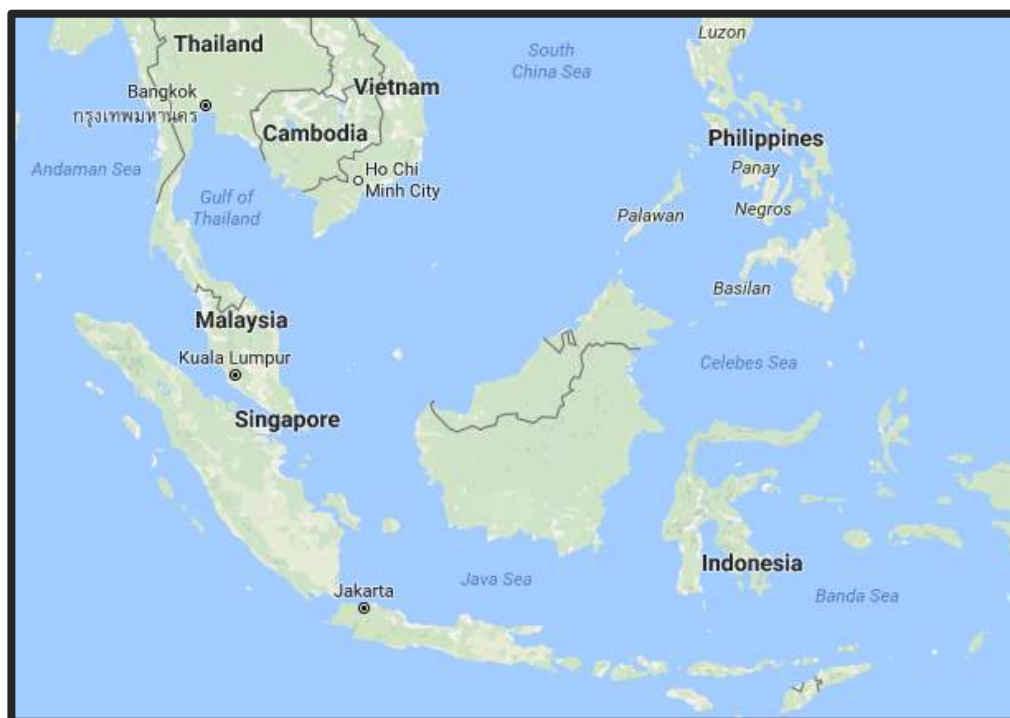 Luzon
South
China Sea
Thailand
Vietnam
Bangkok
กรุงเทพมหานคร
Cambodia
Philippines
Andaman Sea
Ho Chi
Minh City
Panay
Gulf of
Thailand
Palawan
Negros
Basilan
Malaysia
Kuala Lumpur
Celebes Sea
Singapore
Indonesia
Java Sea
Jakarta
Banda Sea